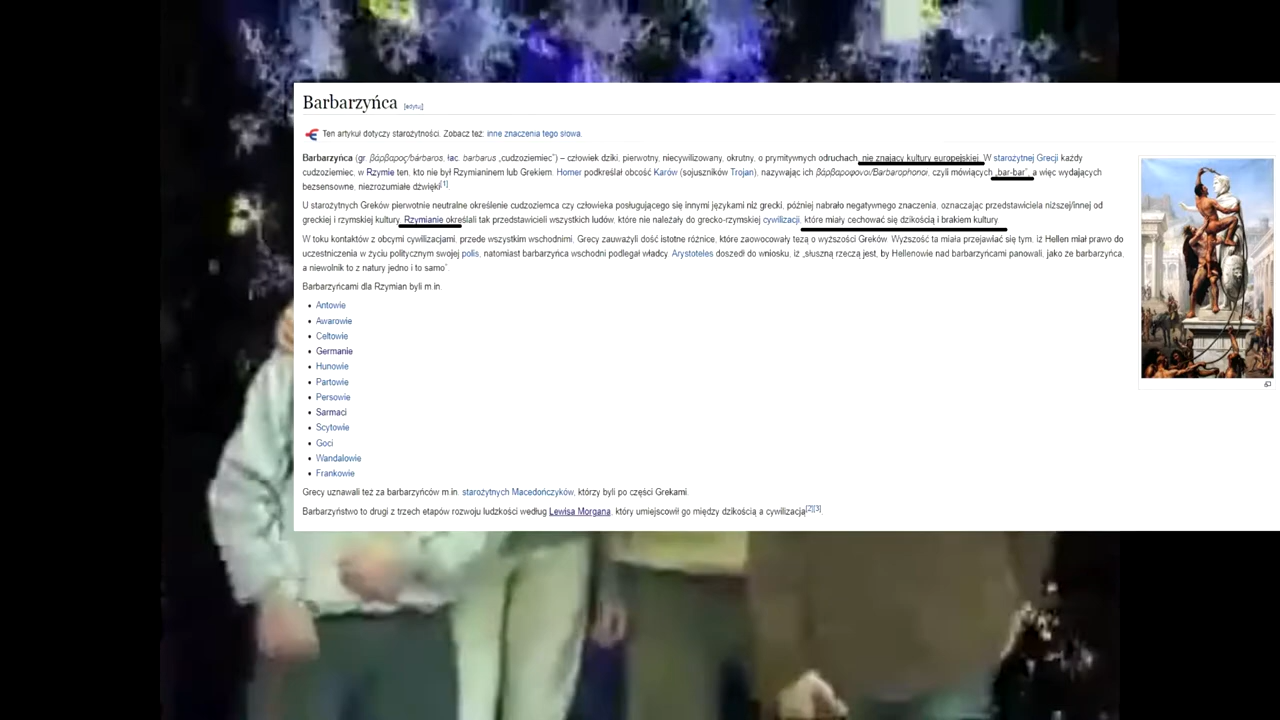 Barbarzyńca [edytuj]
Ten artykuł dotyczy starożytności. Zobacz też: inne znaczenia tego słowa.
Barbarzyńca (gr. βάρβαρος/bárbaros, łac. barbarus „cudzoziemiec”) – człowiek dziki, pierwotny, niecywilizowany, okrutny, o prymitywnych odruchach, nie znający kultury europejskiej. W starożytnej Grecji każdy
cudzoziemiec, w Rzymie ten, kto nie był Rzymianinem lub Grekiem. Homer podkreślał obcość Karów (sojuszników Trojan), nazywając ich βάρβαροφονοι/Barbarophonoi, czyli mówiących „bar-bar”, a więc wydających
bezsensowne, niezrozumiałe dźwięki[1].
U starożytnych Greków pierwotnie neutralne określenie cudzoziemca czy człowieka posługującego się innymi językami niż grecki, później nabrało negatywnego znaczenia, oznaczając przedstawiciela niższej/innej od
greckiej i rzymskiej kultury. Rzymianie określali tak przedstawicieli wszystkich ludów, które nie należały do grecko-rzymskiej cywilizacji, które miały cechować się dzikością i brakiem kultury.
W toku kontaktów z obcymi cywilizacjami, przede wszystkim wschodnimi, Grecy zauważyli dość istotne różnice, które zaowocowały tezą o wyższości Greków. Wyższość ta miała przejawiać się tym, iż Hellen miał prawo do
uczestniczenia w życiu politycznym swojej polis, natomiast barbarzyńca wschodni podlegał władcy. Arystoteles doszedł do wniosku, iż „słuszną rzeczą jest, by Hellenowie nad barbarzyńcami panowali, jako że barbarzyńca,
a niewolnik to z natury jedno i to samo”.
Barbarzyńcami dla Rzymian byli m.in.
Antowie
Awarowie
Celtowie
Germanie
Hunowie
Partowie
Persowie
Sarmaci
Scytowie
Goci
Wandalowie
Frankowie
Grecy uznawali też za barbarzyńców m.in. starożytnych Macedończyków, którzy byli po części Grekami.
Barbarzyństwo to drugi z trzech etapów rozwoju ludzkości według Lewisa Morgana, który umiejscowił go między dzikością a cywilizacją[2][3].